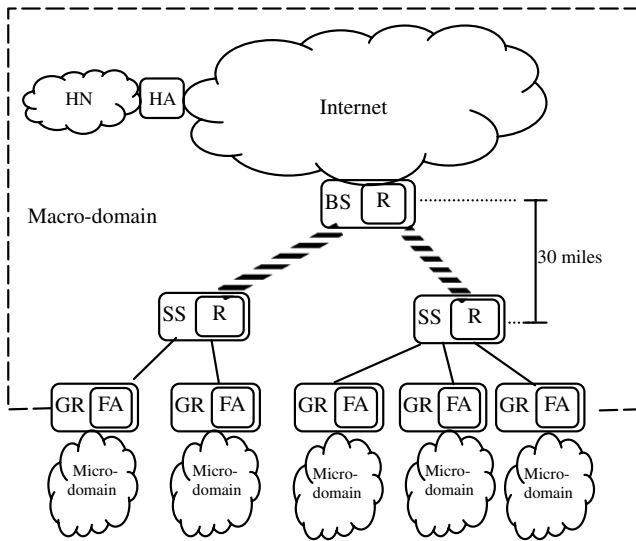 HN
HA
Internet
BS
R
Macro-domain
30 miles
SS
R
SS
R
GR
FA
GR
FA
GR
FA
GR
FA
GR
FA
Micro-
domain
Micro-
domain
Micro-
domain
Micro-
domain
Micro-
domain